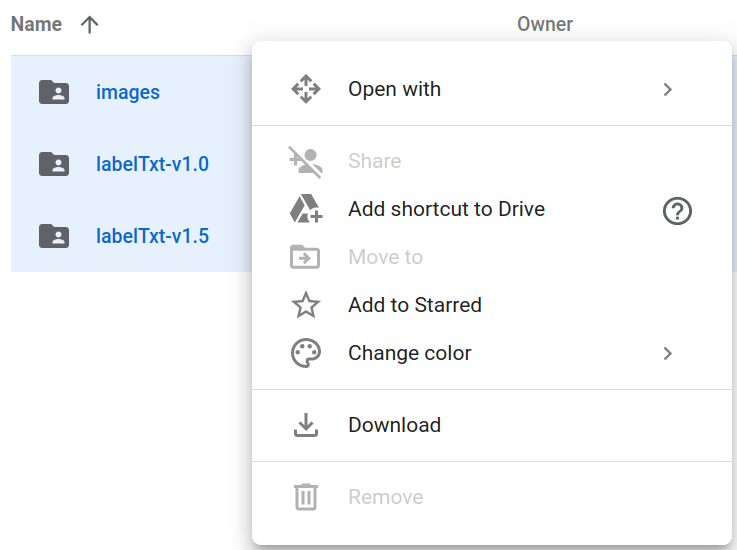 Name Owner
images
labelTxt-v1.0
labelTxt-v1.5
Open with
Share
Add shortcut to Drive
Move to
Add to Starred
Change color
Download
Remove